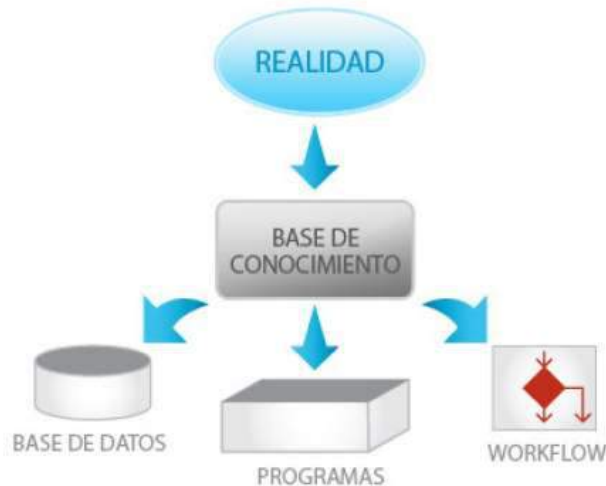 REALIDAD
BASE DE
CONOCIMIENTO
BASE DE DATOS
PROGRAMAS
WORKFLOW